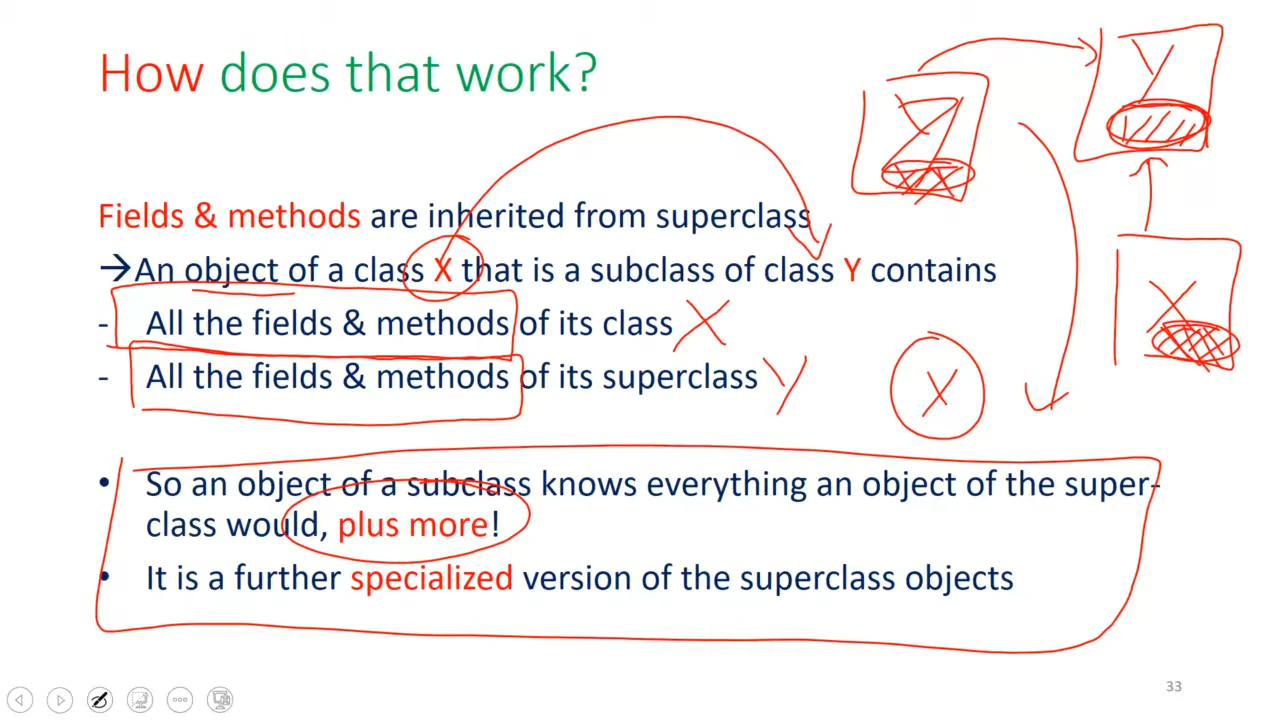 How does that work?
Fields & methods are inherited from superclass
→An object of a class X that is a subclass of class Y contains
- All the fields & methods of its class X
- All the fields & methods of its superclass Y
• So an object of a subclass knows everything an object of the super-
class would, plus more!
• It is a further specialized version of the superclass objects
Z
Y
X
X
33